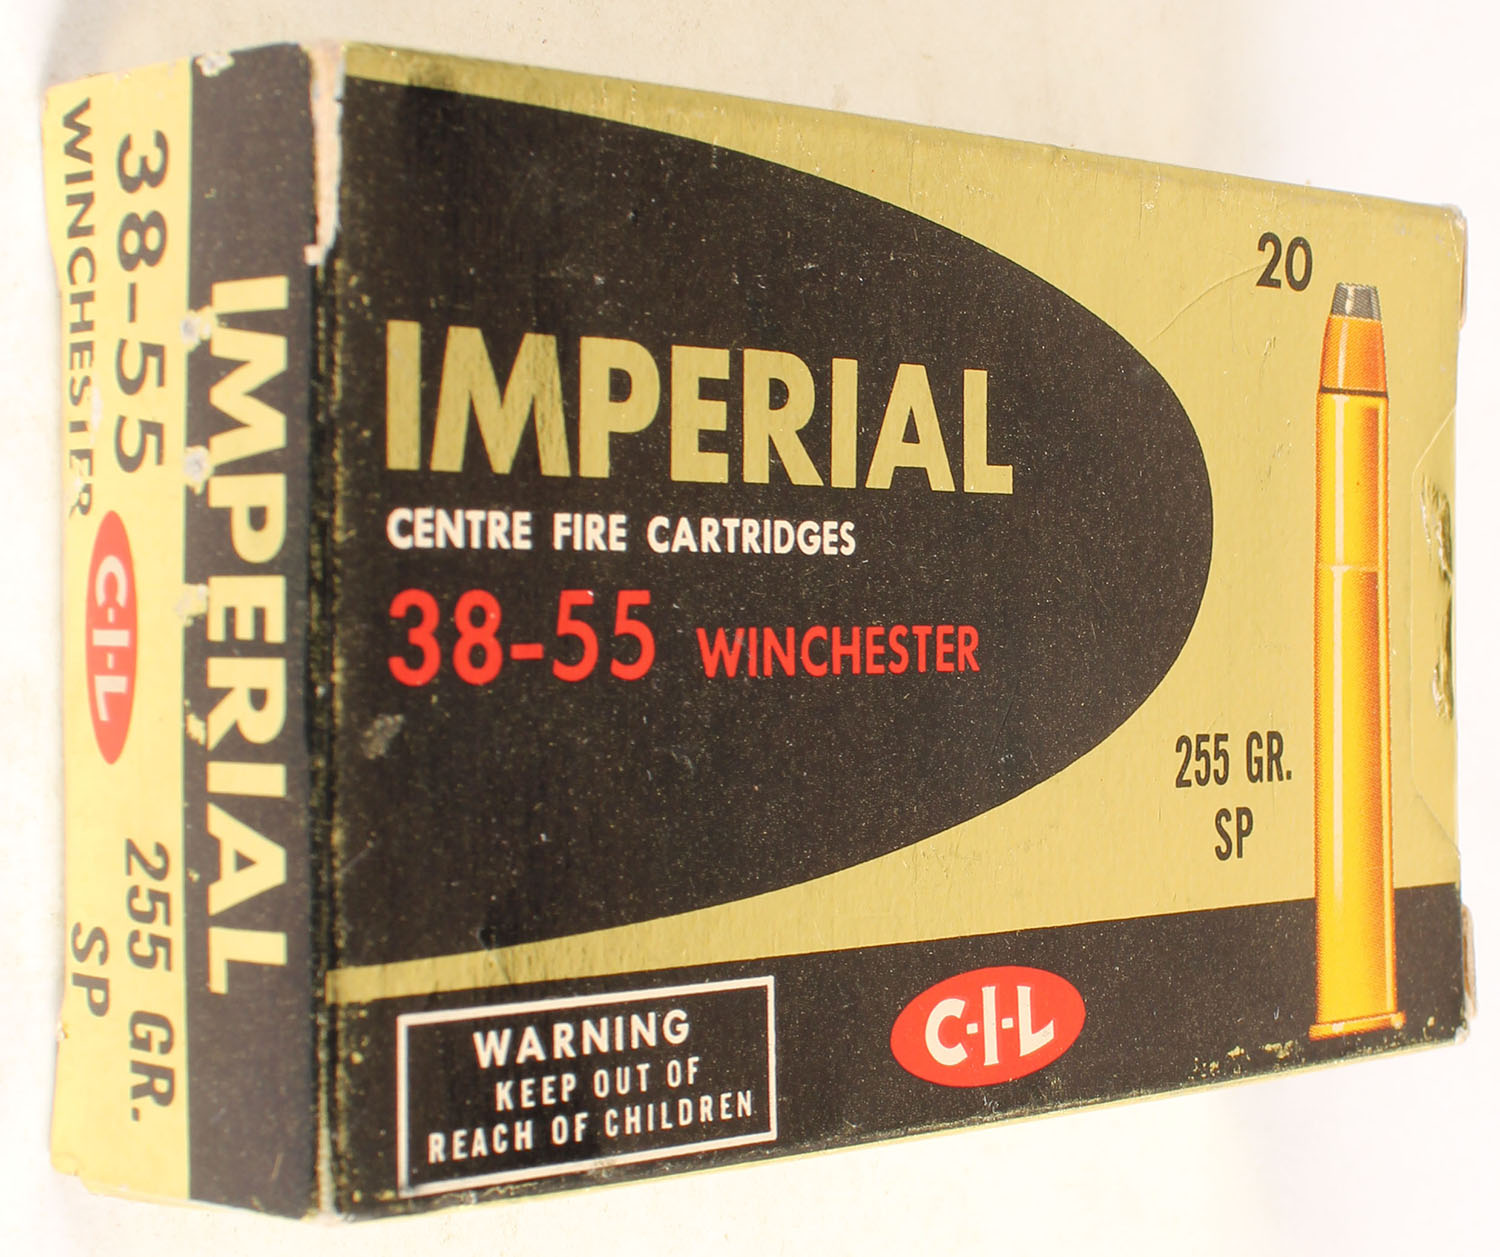 38-55
WINCHESTER
C-I-L
255 GR.
SP
IMPERIAL
IMPERIAL
CENTRE FIRE CARTRIDGES
38-55 WINCHESTER
20
255 GR.
SP
WARNING
KEEP OUT OF
REACH OF CHILDREN
C-I-L